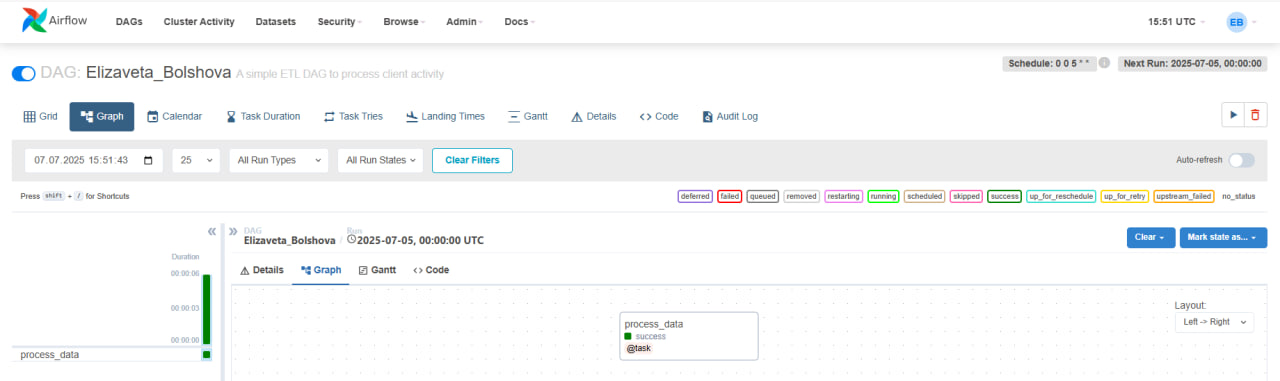 Airflow DAGs Cluster Activity Datasets Security Browse Admin Docs 15:51 UTC EB
DAG: Elizaveta_Bolshova A simple ETL DAG to process client activity Schedule: 0 0 5 * * Next Run: 2025-07-05, 00:00:00
Grid Graph Calendar Task Duration Task Tries Landing Times Gantt Details Code Audit Log
07.07.2025 15:51:43 25 All Run Types All Run States Clear Filters Auto-refresh
Press shift + / for Shortcuts deferred failed queued removed restarting running scheduled skipped success up_for_reschedule up_for_retry upstream_failed no_status
DAG Run
Elizaveta_Bolshova / 2025-07-05, 00:00:00 UTC Clear Mark state as...
Duration
00:00:06
00:00:03
00:00:00
process_data
Details Graph Gantt Code
Layout:
Left -> Right
process_data
success
@task